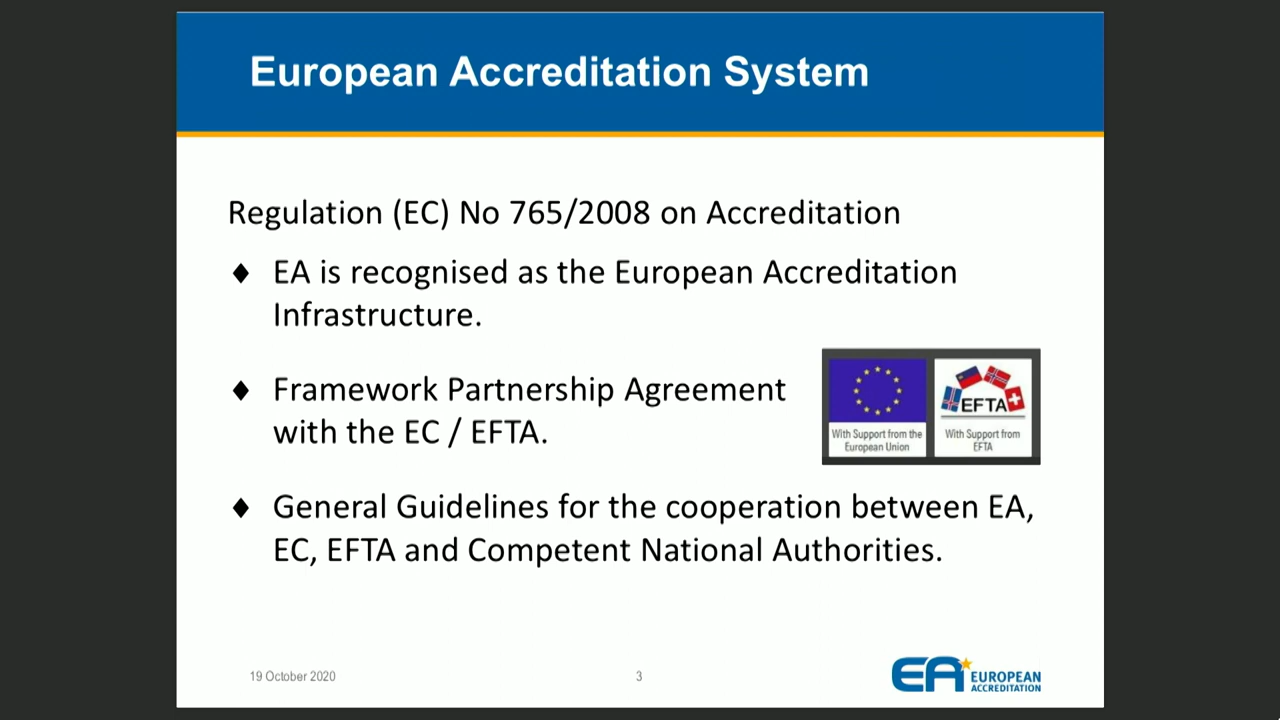 European Accreditation System
Regulation (EC) No 765/2008 on Accreditation
♦ EA is recognised as the European Accreditation
Infrastructure.
♦ Framework Partnership Agreement
with the EC / EFTA.
With Support from the
European Union
EFTA
With Support from
EFTA
♦ General Guidelines for the cooperation between EA,
EC, EFTA and Competent National Authorities.
19 October 2020
3
EA EUROPEAN
ACCREDITATION